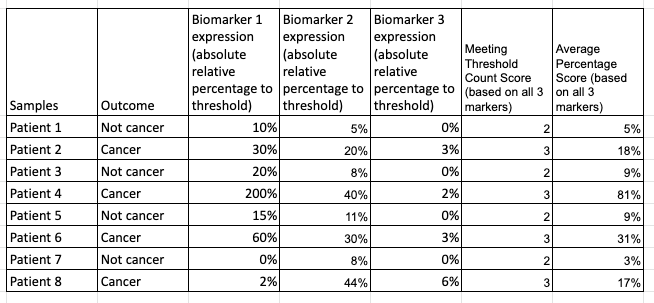 Samples	Outcome	Biomarker 1 expression (absolute relative percentage to threshold)	Biomarker 2 expression (absolute relative percentage to threshold)	Biomarker 3 expression (absolute relative percentage to threshold)	Meeting Threshold Count Score (based on all 3 markers)	Average Percentage Score (based on all 3 markers)
Patient 1	Not cancer	10%	5%	0%	2	5%
Patient 2	Cancer	30%	20%	3%	3	18%
Patient 3	Not cancer	20%	8%	0%	2	9%
Patient 4	Cancer	200%	40%	2%	3	81%
Patient 5	Not cancer	15%	11%	0%	2	9%
Patient 6	Cancer	60%	30%	3%	3	31%
Patient 7	Not cancer	0%	8%	0%	2	3%
Patient 8	Cancer	2%	44%	6%	3	17%